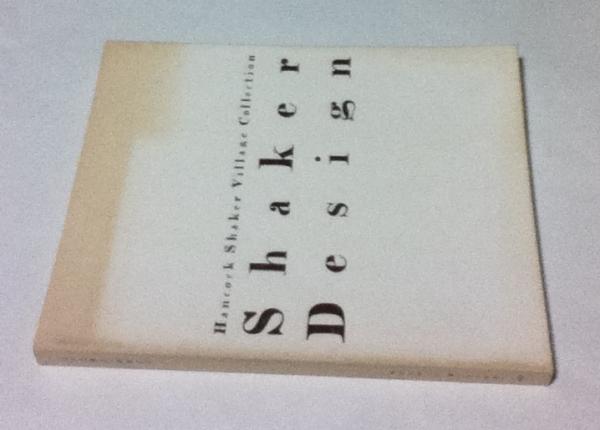 Hancock Shaker Village Collection
Shaker
Design